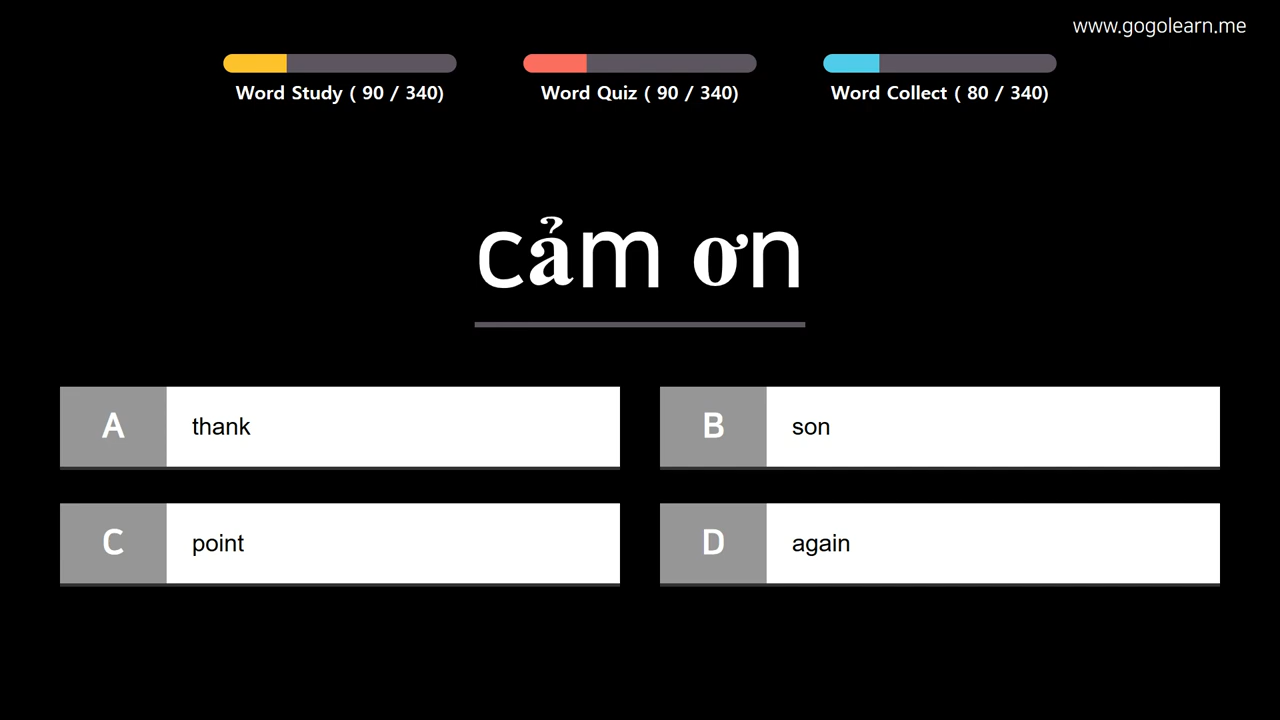 www.gogolearn.me
Word Study ( 90 / 340)
Word Quiz ( 90 / 340)
Word Collect ( 80 / 340)
cảm ơn
A thank
B son
C point
D again